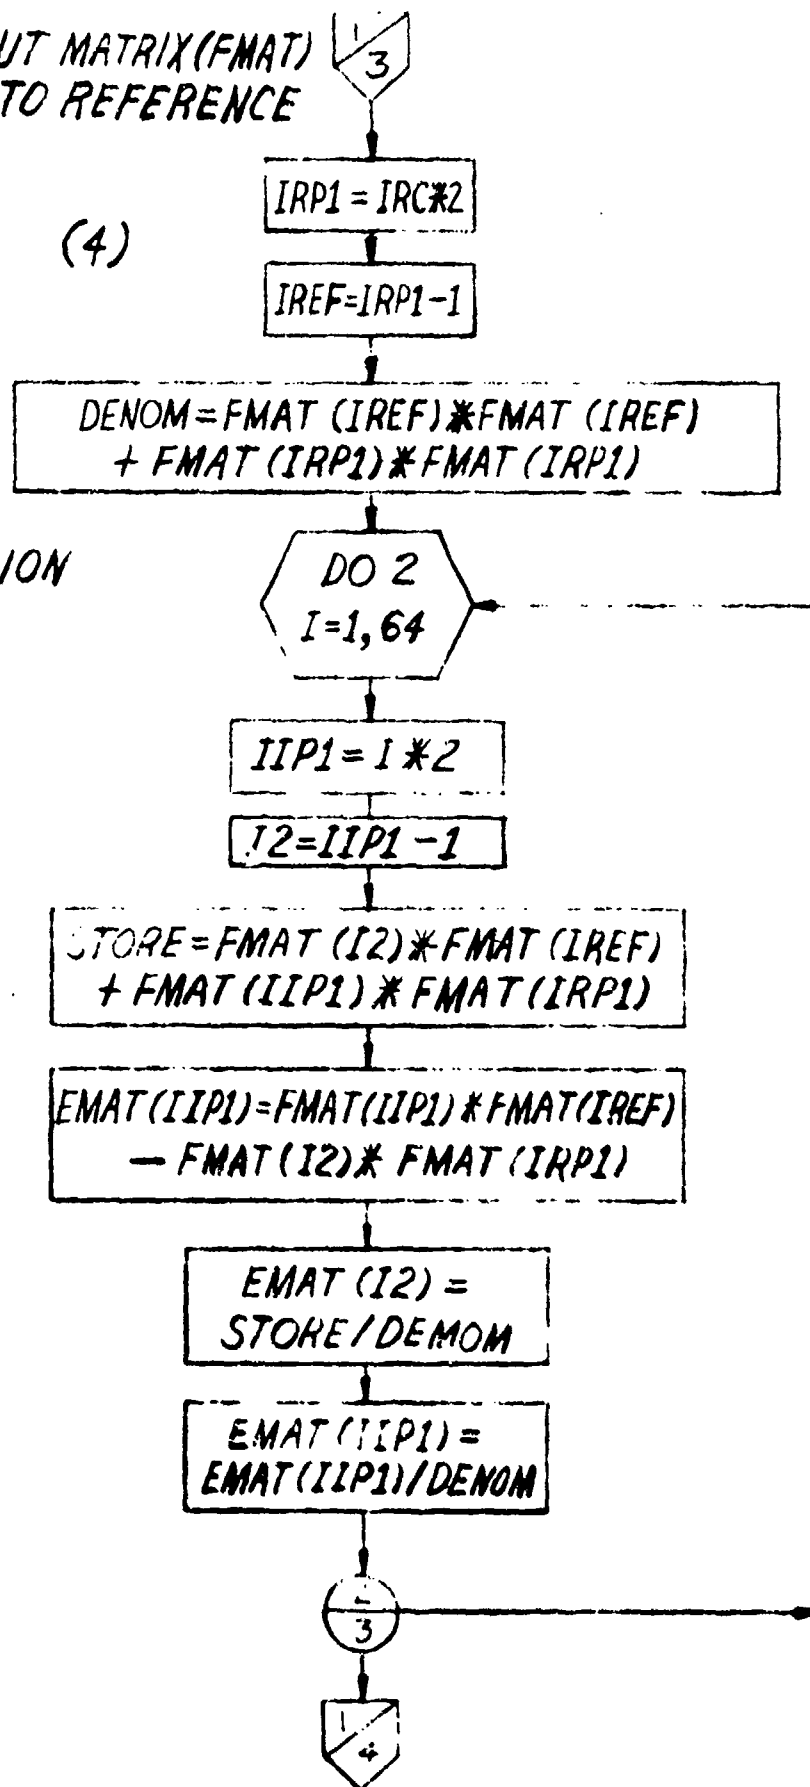 UT MATRIX(FMAT)
TO REFERENCE
1
3
IRP1 = IRC*2
(4)
IREF=IRP1-1
DENOM=FMAT (IREF)*FMAT (IREF)
+ FMAT (IRP1)*FMAT (IRP1)
ION
DO 2
I=1, 64
IIP1= I *2
I2=IIP1 -1
STORE=FMAT (I2)*FMAT (IREF)
+ FMAT(IIP1)* FMAT(IRP1)
EMAT(IIP1)=FMAT(IIP1)*FMAT(IREF)
- FMAT(I2)* FMAT(IRP1)
EMAT (I2) =
STORE/DEMOM
EMAT (IIP1) =
EMAT(IIP1)/DENOM
3
1
4